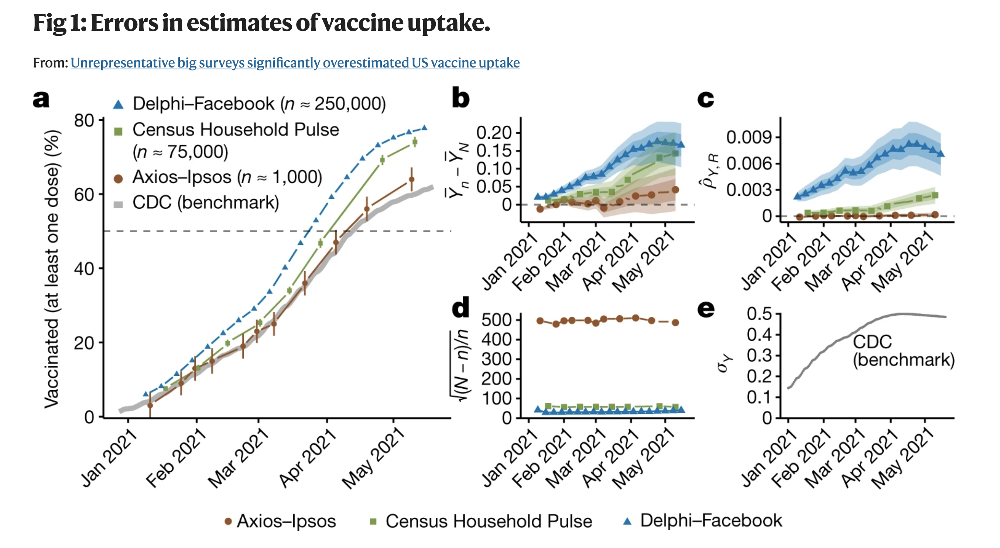 Fig 1: Errors in estimates of vaccine uptake.
From: Unrepresentative big surveys significantly overestimated US vaccine uptake
a
Delphi–Facebook (n ≈ 250,000)
Census Household Pulse
(n ≈ 75,000)
Axios–Ipsos (n ≈ 1,000)
CDC (benchmark)
Vaccinated (at least one dose) (%)
80
60
40
20
0
Jan 2021
Feb 2021
Mar 2021
Apr 2021
May 2021
b
Y̅n – Y̅N
0.20
0.15
0.10
0.05
0
Jan 2021
Feb 2021
Mar 2021
Apr 2021
May 2021
c
ρ̂Y, R
0.009
0.006
0.003
0
Jan 2021
Feb 2021
Mar 2021
Apr 2021
May 2021
d
√(N – n)/n
500
400
300
200
100
0
Jan 2021
Feb 2021
Mar 2021
Apr 2021
May 2021
e
σY
0.5
0.4
0.3
0.2
0.1
0
CDC
(benchmark)
Jan 2021
Feb 2021
Mar 2021
Apr 2021
May 2021
Axios–Ipsos
Census Household Pulse
Delphi–Facebook